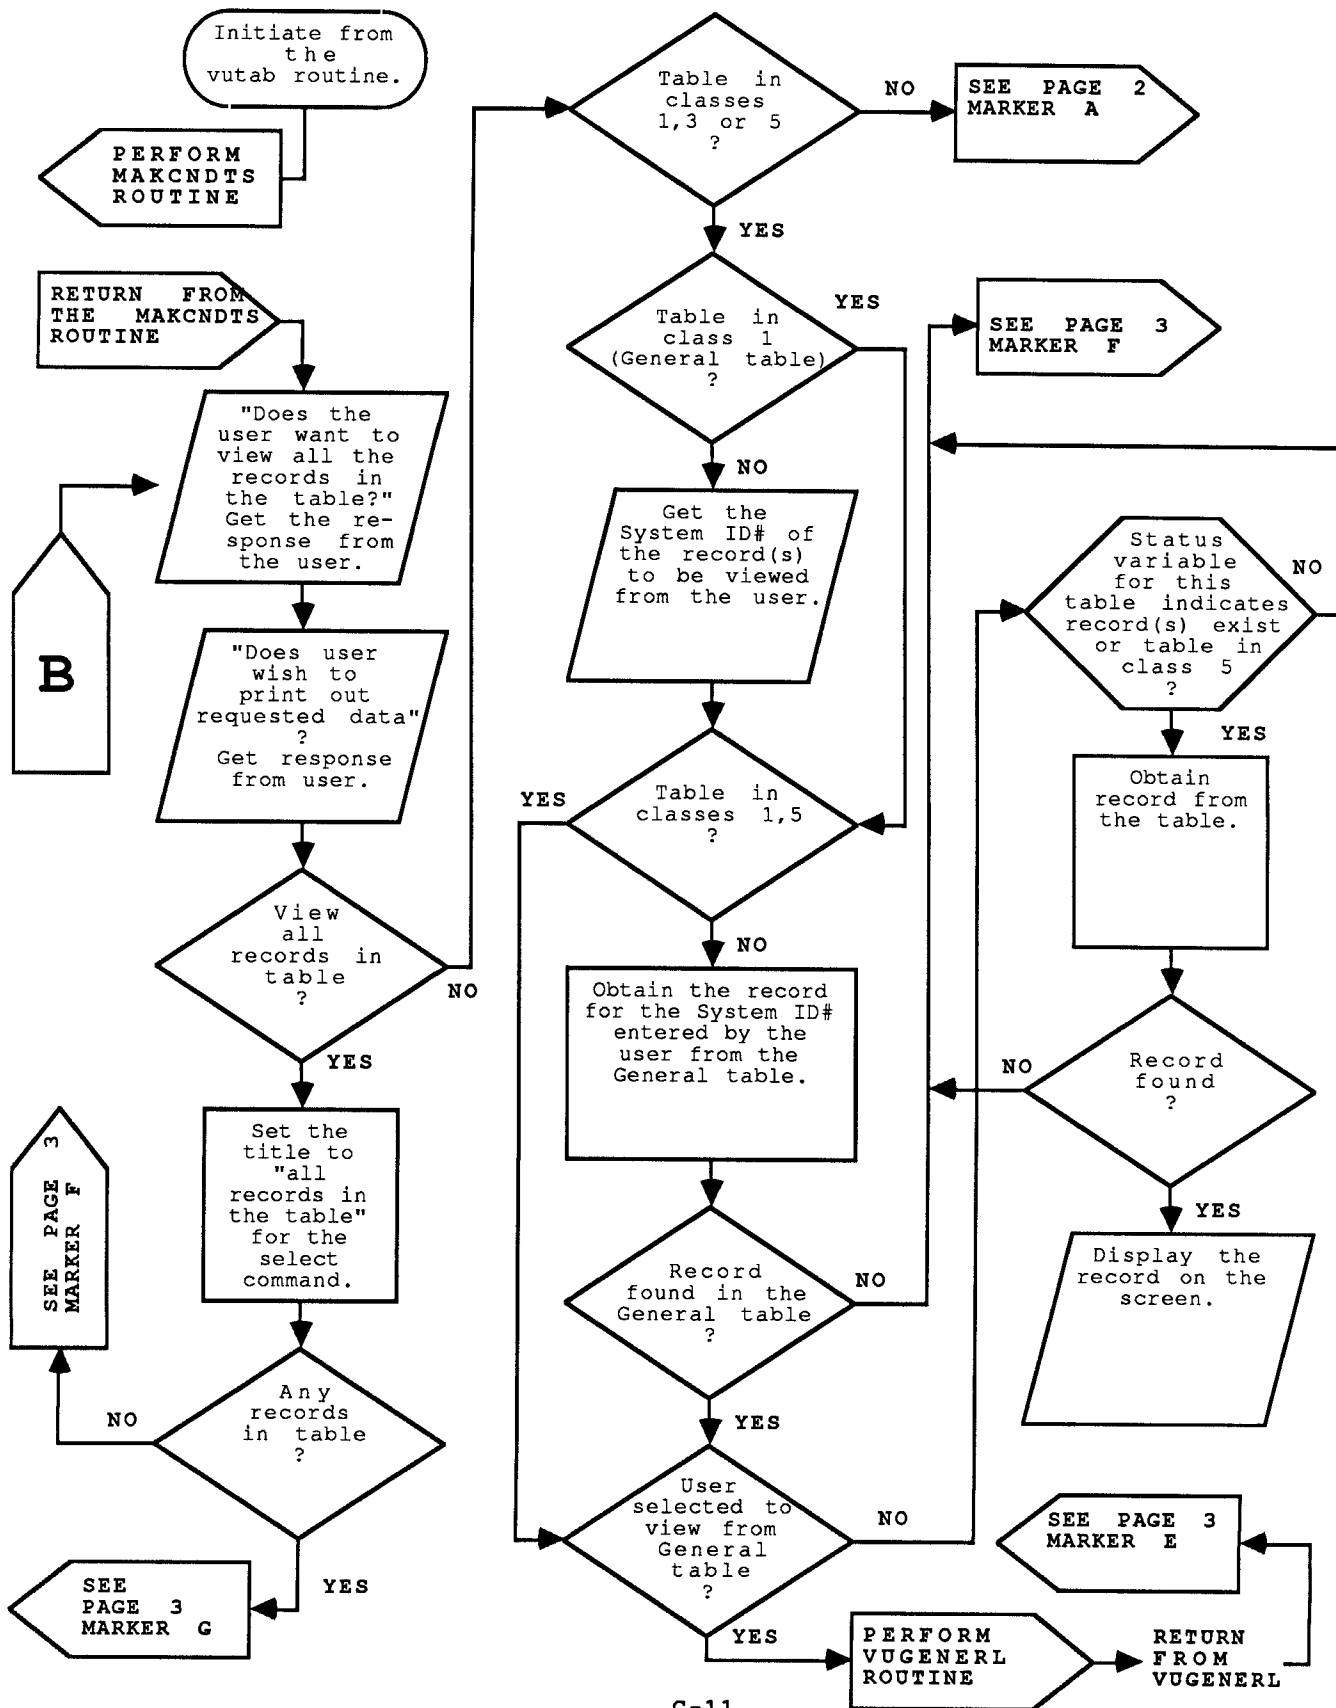 Initiate from
the
vutab routine.
PERFORM
MAKCNDTS
ROUTINE
RETURN FROM
THE MAKCNDTS
ROUTINE
"Does the
user want to
view all the
records in
the table?"
Get the re-
sponse from
the user.
B
"Does user
wish to
print out
requested data"
?
Get response
from user.
View
all
records in
table
?
NO
YES
Set the
title to
"all
records in
the table"
for the
select
command.
SEE PAGE 3
MARKER F
Any
records
in table
?
NO
YES
SEE
PAGE 3
MARKER G
Table in
classes
1,3 or 5
?
NO
SEE PAGE 2
MARKER A
YES
Table in
class 1
(General table)
?
YES
NO
SEE PAGE 3
MARKER F
Get the
System ID# of
the record(s)
to be viewed
from the user.
Table in
classes 1,5
?
YES
NO
Obtain the record
for the System ID#
entered by the
user from the
General table.
Record
found in the
General table
?
NO
YES
User
selected to
view from
General
table
?
NO
YES
PERFORM
VUGENERL
ROUTINE
RETURN
FROM
VUGENERL
SEE PAGE 3
MARKER E
Status
variable
for this
table indicates
record(s) exist
or table in
class 5
?
NO
YES
Obtain
record from
the table.
Record
found
?
NO
YES
Display the
record on the
screen.